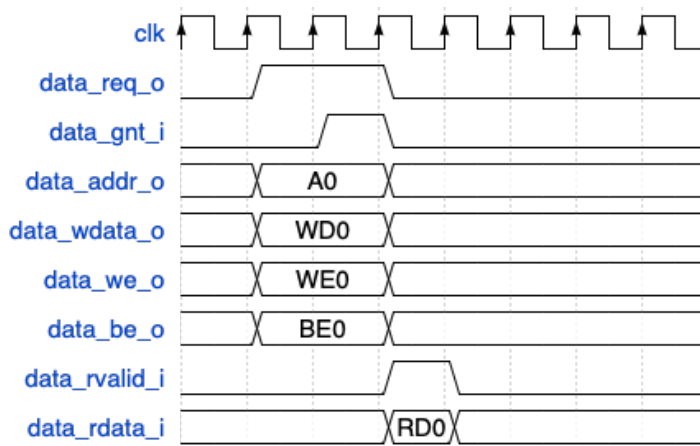 clk
data_req_o
data_gnt_i
data_addr_o A0
data_wdata_o WD0
data_we_o WE0
data_be_o BE0
data_rvalid_i
data_rdata_i RD0